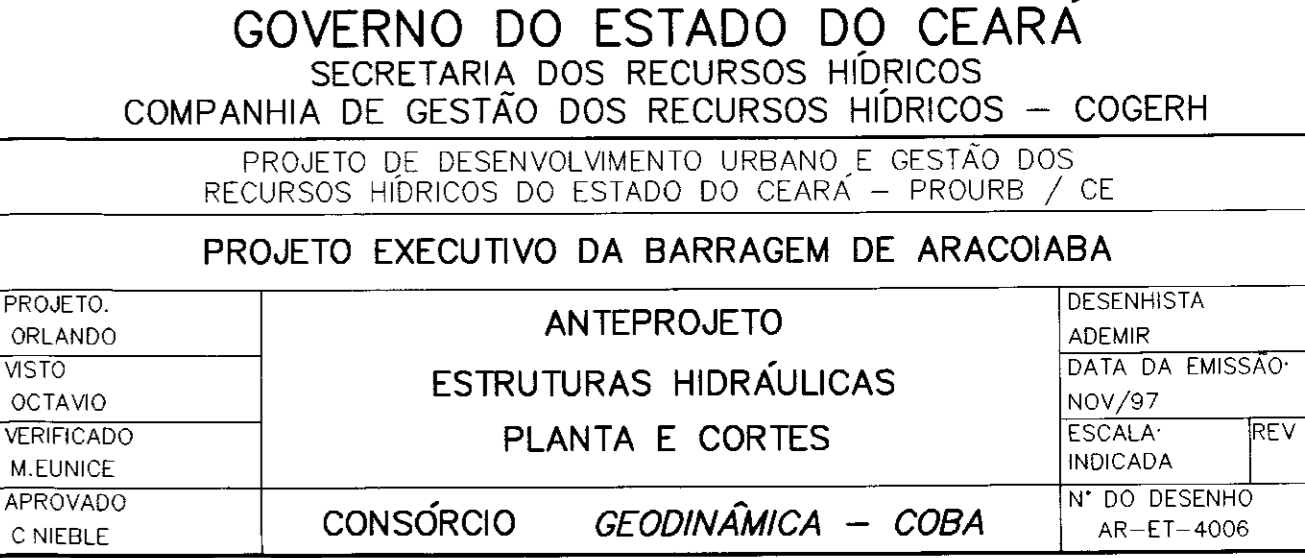 GOVERNO DO ESTADO DO CEARÁ
SECRETARIA DOS RECURSOS HÍDRICOS
COMPANHIA DE GESTÃO DOS RECURSOS HÍDRICOS – COGERH
PROJETO DE DESENVOLVIMENTO URBANO E GESTÃO DOS
RECURSOS HÍDRICOS DO ESTADO DO CEARÁ – PROURB / CE
PROJETO EXECUTIVO DA BARRAGEM DE ARACOIABA
PROJETO.
ORLANDO
VISTO
OCTAVIO
VERIFICADO
M.EUNICE
APROVADO
C NIEBLE
ANTEPROJETO
ESTRUTURAS HIDRÁULICAS
PLANTA E CORTES
CONSÓRCIO GEODINÂMICA – COBA
DESENHISTA
ADEMIR
DATA DA EMISSÃO·
NOV/97
ESCALA· REV
INDICADA
N° DO DESENHO
AR–ET–4006